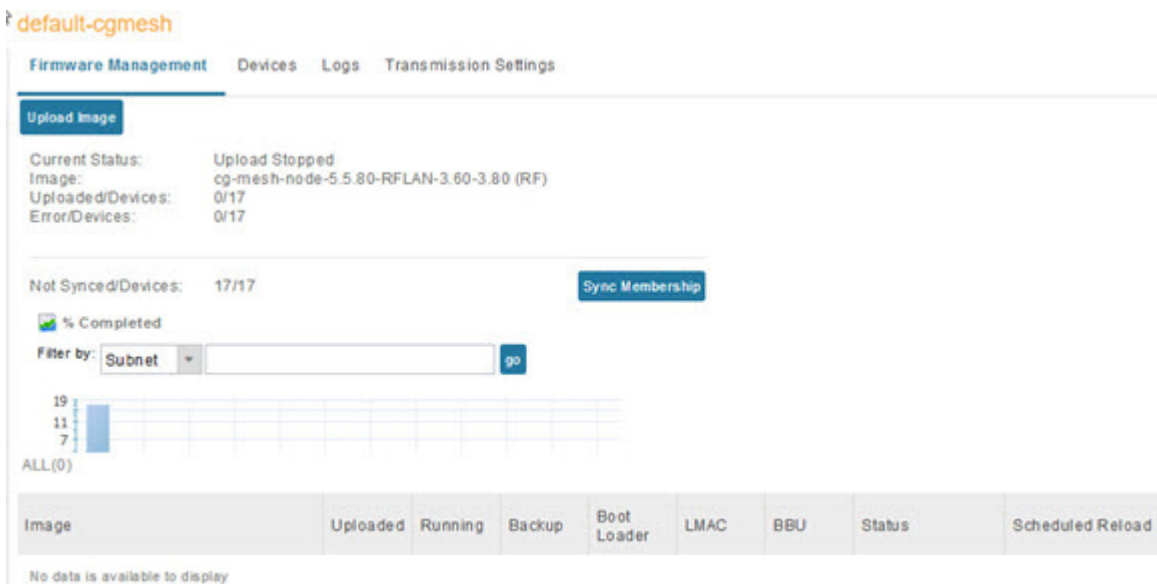 default-cgmesh
Firmware Management Devices Logs Transmission Settings
Upload Image
Current Status: Upload Stopped
Image: cg-mesh-node-5.5.80-RFLAN-3.60-3.80 (RF)
Uploaded/Devices: 0/17
Error/Devices: 0/17
Not Synced/Devices: 17/17 Sync Membership
% Completed
Filter by: Subnet go
19
11
7
ALL(0)
Image Uploaded Running Backup Boot Loader LMAC BBU Status Scheduled Reload
No data is available to display